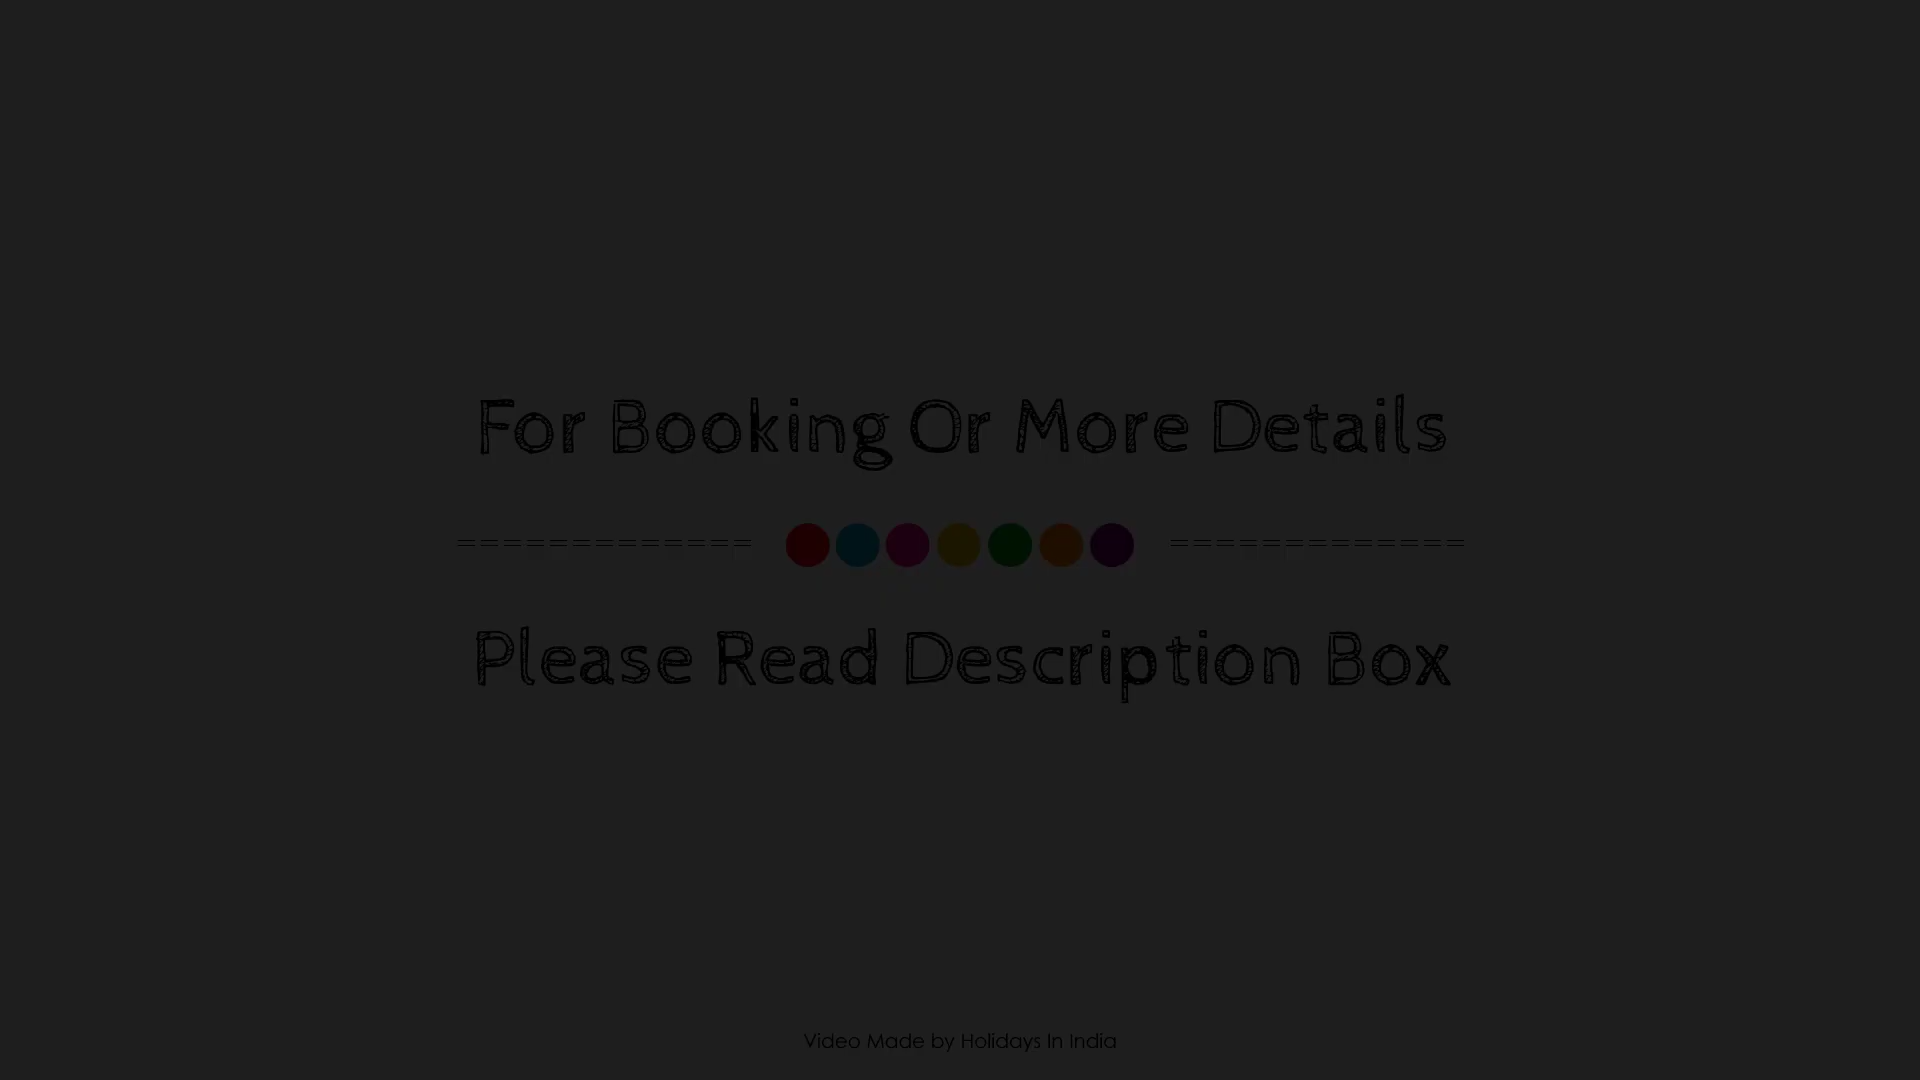 For Booking Or More Details
============= =============
Please Read Description Box
Video Made by Holidays In India